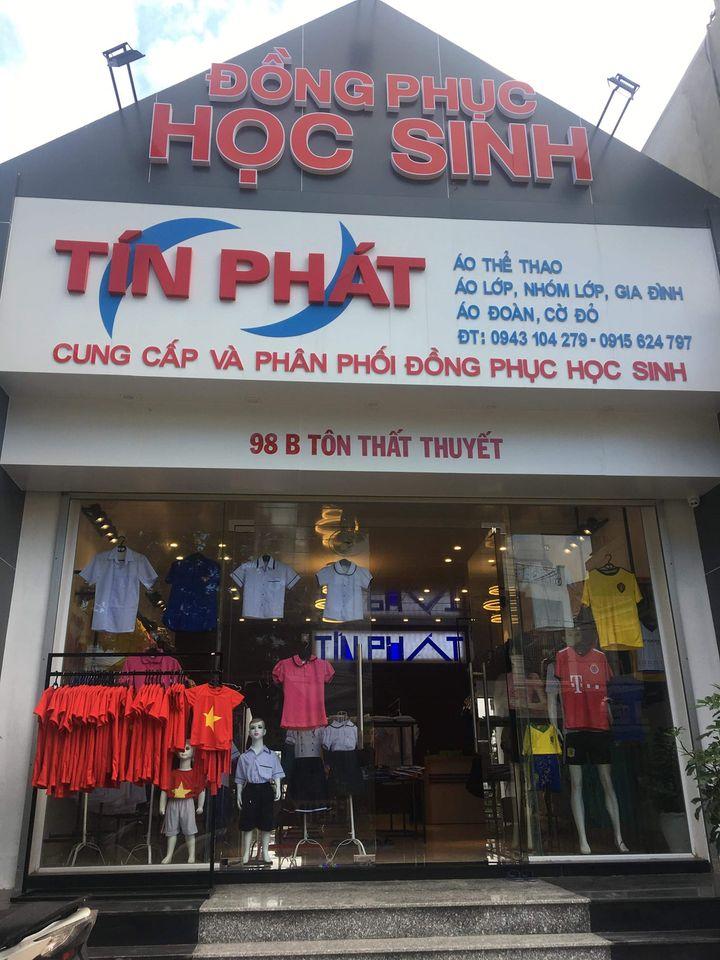 ĐỒNG PHỤC
HỌC SINH
TÍN PHÁT
ÁO THỂ THAO
ÁO LỚP, NHÓM LỚP, GIA ĐÌNH
ÁO ĐOÀN, CỜ ĐỎ
ĐT: 0943 104 279 - 0915 624 797
CUNG CẤP VÀ PHÂN PHỐI ĐỒNG PHỤC HỌC SINH
98 B TÔN THẤT THUYẾT
TÍN PHÁT
T